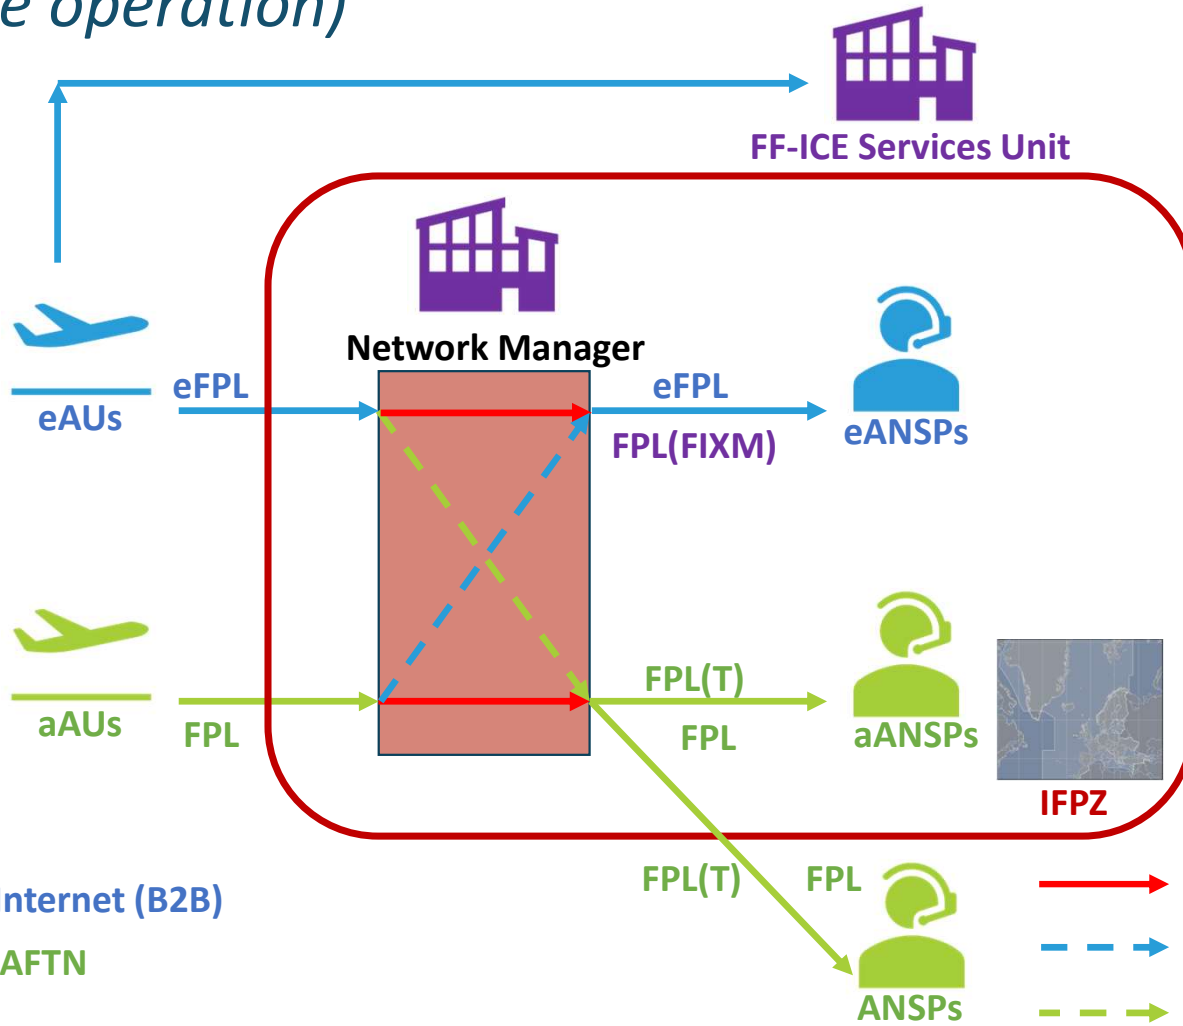 e operation)
FF-ICE Services Unit
Network Manager
eFPL
eFPL
eAUs
eANSPs
FPL(FIXM)
FPL(T)
aAUs
FPL
FPL
aANSPs
IFPZ
FPL(T)
FPL
Internet (B2B)
AFTN
ANSPs